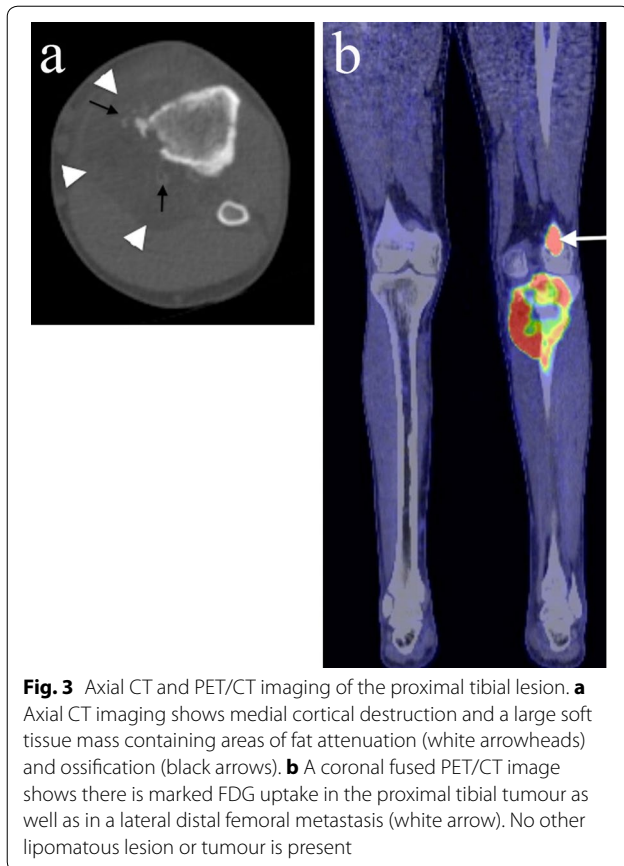 a
b
Fig. 3 Axial CT and PET/CT imaging of the proximal tibial lesion. a
Axial CT imaging shows medial cortical destruction and a large soft
tissue mass containing areas of fat attenuation (white arrowheads)
and ossification (black arrows). b A coronal fused PET/CT image
shows there is marked FDG uptake in the proximal tibial tumour as
well as in a lateral distal femoral metastasis (white arrow). No other
lipomatous lesion or tumour is present